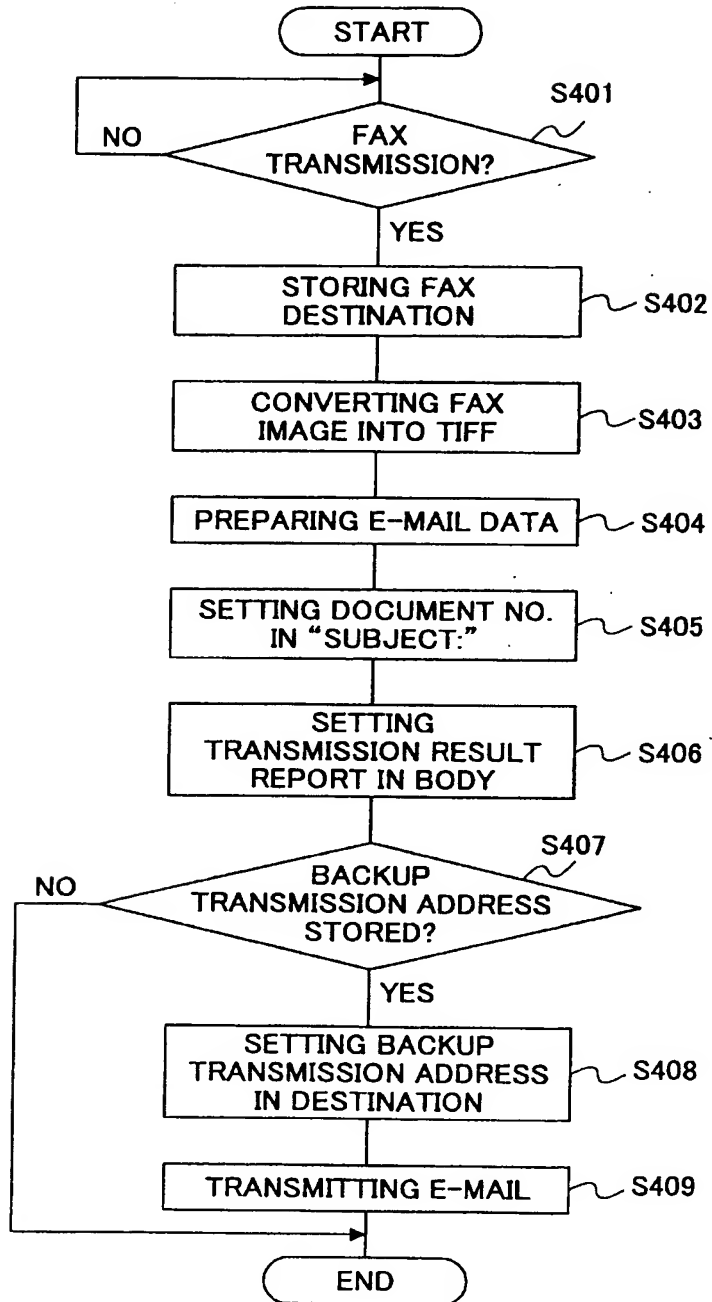 START
S401
FAX
TRANSMISSION?
NO
YES
STORING FAX
DESTINATION
S402
CONVERTING FAX
IMAGE INTO TIFF
S403
PREPARING E-MAIL DATA
S404
SETTING DOCUMENT NO.
IN “SUBJECT:”
S405
SETTING
TRANSMISSION RESULT
REPORT IN BODY
S406
S407
NO
BACKUP
TRANSMISSION ADDRESS
STORED?
YES
SETTING BACKUP
TRANSMISSION ADDRESS
IN DESTINATION
S408
TRANSMITTING E-MAIL
S409
END